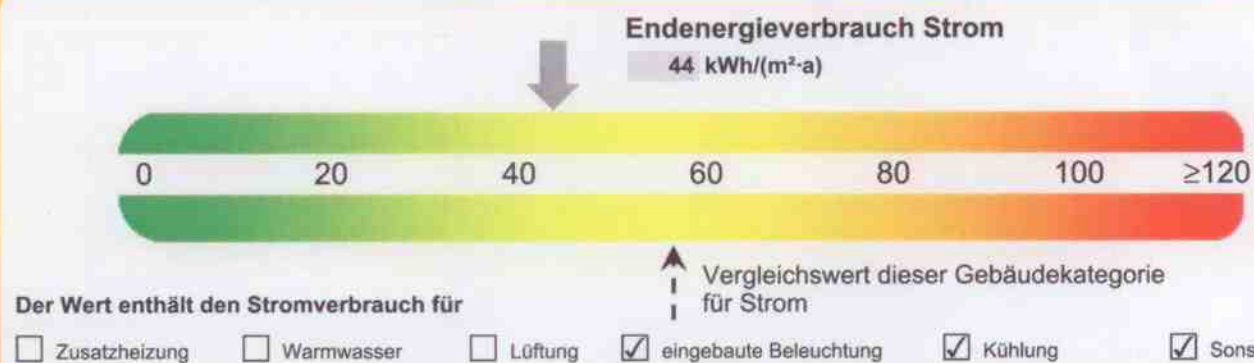 Endenergieverbrauch Strom
44 kWh/(m²·a)
0 20 40 60 80 100 ≥120
Vergleichswert dieser Gebäudekategorie
für Strom
Der Wert enthält den Stromverbrauch für
Zusatzheizung Warmwasser Lüftung eingebaute Beleuchtung Kühlung Sons